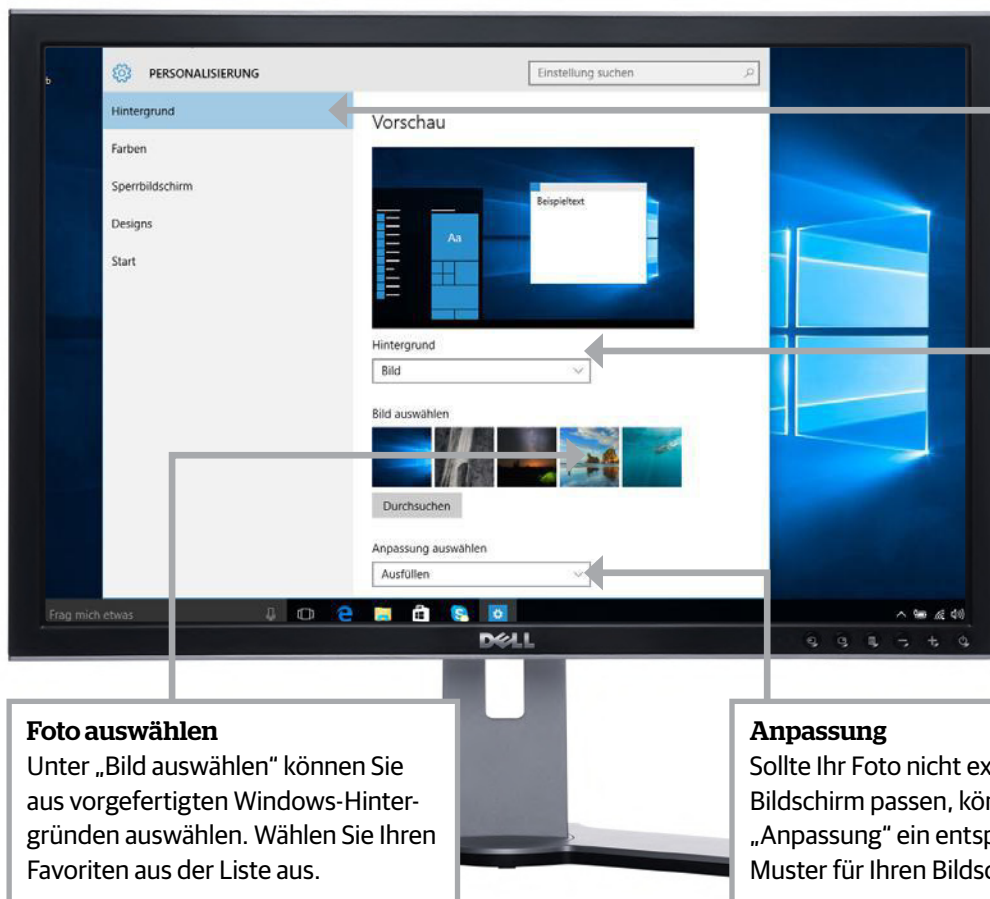 b
PERSONALISIERUNG
Einstellung suchen
Hintergrund
Farben
Sperrbildschirm
Designs
Start
Vorschau
Beispieltext
Aa
Hintergrund
Bild
Bild auswählen
Durchsuchen
Anpassung auswählen
Ausfüllen
Frag mich etwas
DELL
Foto auswählen
Unter „Bild auswählen“ können Sie
aus vorgefertigten Windows-Hinter-
gründen auswählen. Wählen Sie Ihren
Favoriten aus der Liste aus.
Anpassung
Sollte Ihr Foto nicht ex
Bildschirm passen, kön
„Anpassung“ ein entsp
Muster für Ihren Bildsc